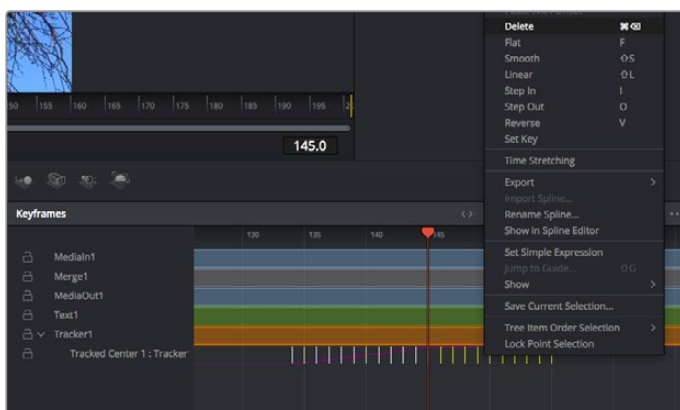 Delete ⌘⌫
Flat F
Smooth ⇧S
Linear ⇧L
Step In I
Step Out O
Reverse V
Set Key
Time Stretching
Export >
Import Spline...
Rename Spline...
Show in Spline Editor
Set Simple Expression
Jump to Guide... ⇧G
Show >
Save Current Selection...
Tree Item Order Selection >
Lock Point Selection
155 160 165 170 175 180 185 190 195
145.0
Keyframes
130 135 140 145
MediaIn1
Merge1
MediaOut1
Text1
Tracker1
Tracked Center 1 : Tracker